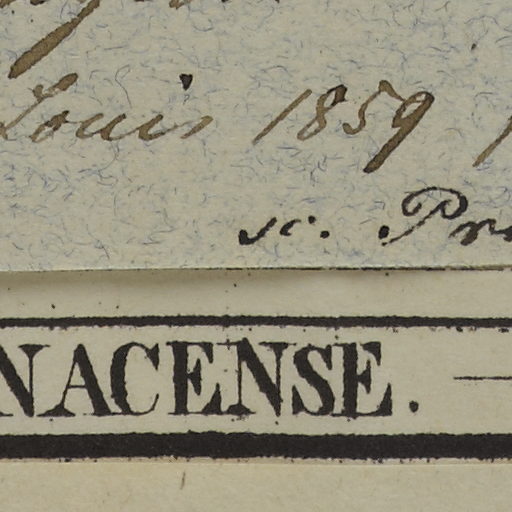 Louis 1859
sc. Pr
NACENSE.